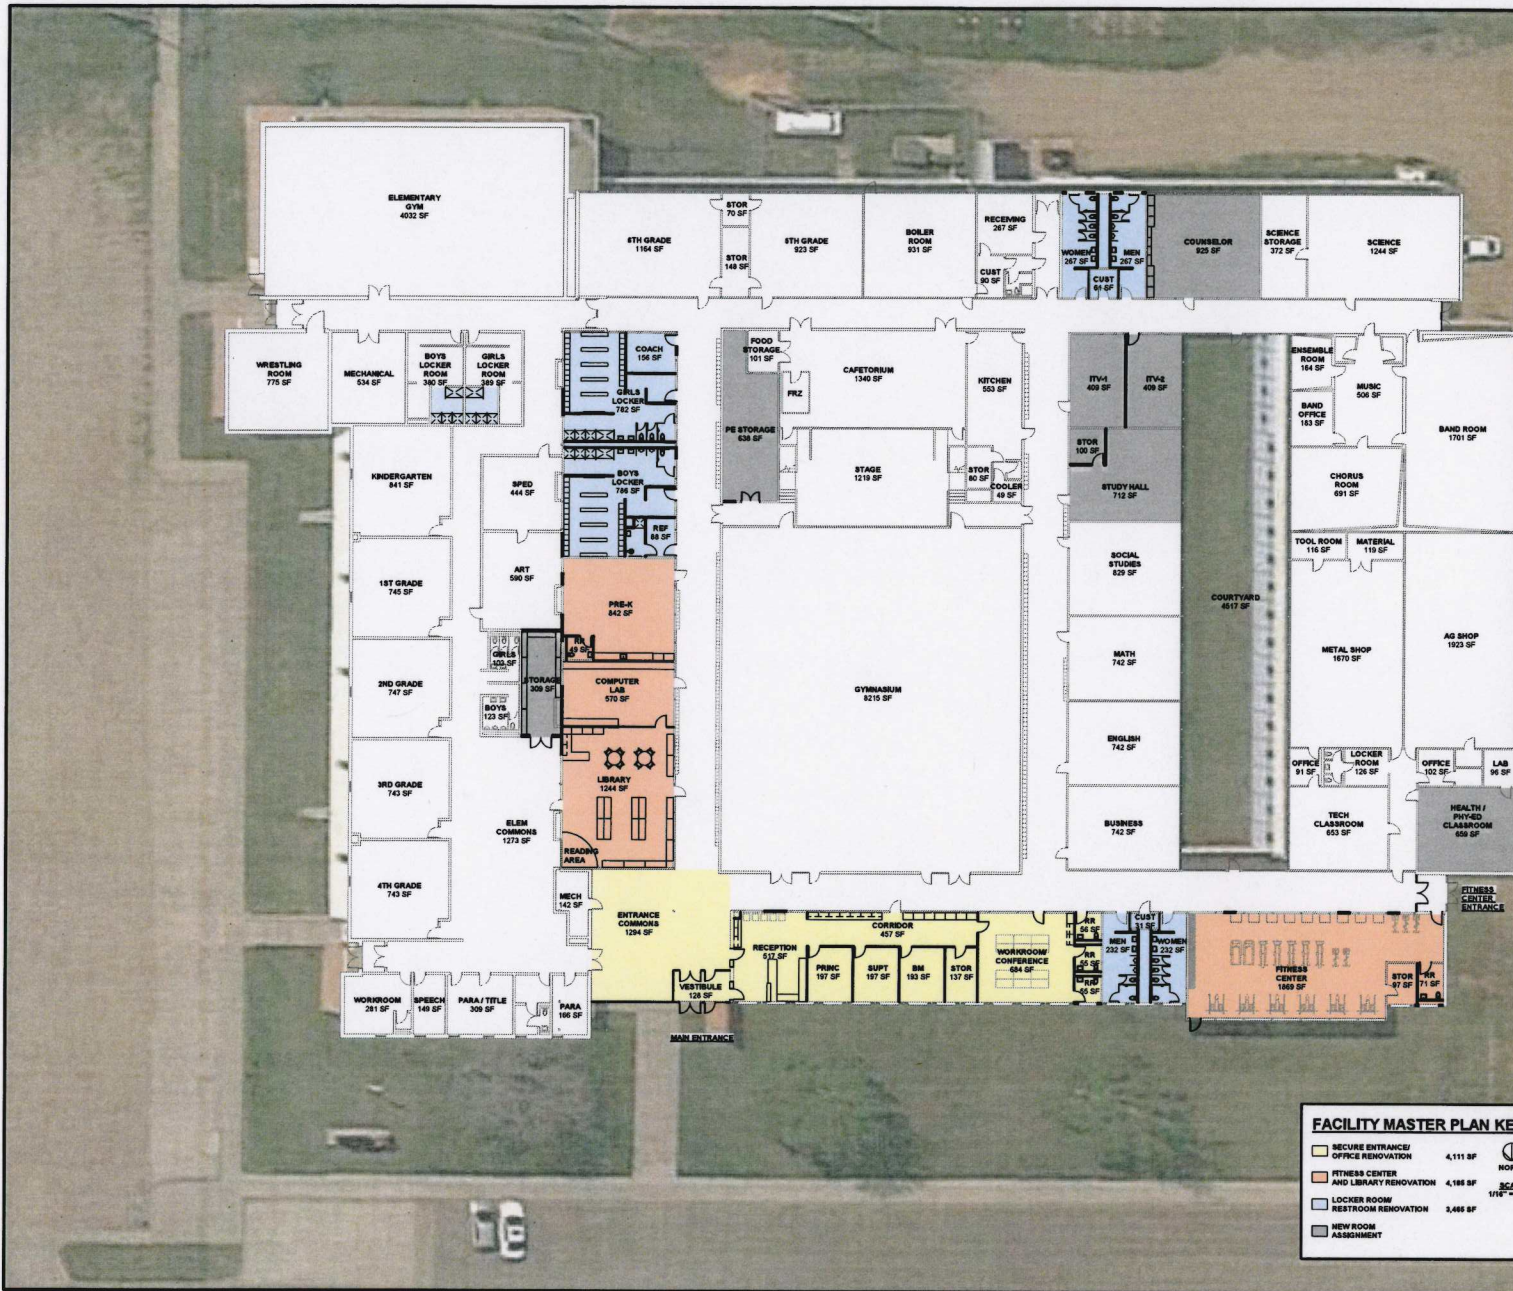 ELEMENTARY
GYM
4032 SF
6TH GRADE
1164 SF
STOR
70 SF
STOR
148 SF
5TH GRADE
923 SF
BOILER
ROOM
931 SF
RECEIVING
267 SF
CUST
90 SF
WOMEN
267 SF
MEN
267 SF
CUST
61 SF
COUNSELOR
925 SF
SCIENCE
STORAGE
372 SF
SCIENCE
1244 SF
WRESTLING
ROOM
775 SF
MECHANICAL
534 SF
BOYS
LOCKER
ROOM
380 SF
GIRLS
LOCKER
ROOM
389 SF
COACH
156 SF
GIRLS
LOCKER
782 SF
FOOD
STORAGE
101 SF
FRZ
CAFETORIUM
1340 SF
KITCHEN
553 SF
ITV-1
409 SF
ITV-2
409 SF
ENSEMBLE
ROOM
164 SF
MUSIC
506 SF
BAND
OFFICE
183 SF
BAND ROOM
1701 SF
PE STORAGE
638 SF
STAGE
1219 SF
STOR
80 SF
COOLER
49 SF
STOR
100 SF
STUDY HALL
712 SF
CHORUS
ROOM
691 SF
KINDERGARTEN
841 SF
SPED
444 SF
BOYS
LOCKER
786 SF
REF
88 SF
ART
590 SF
1ST GRADE
745 SF
PRE-K
842 SF
RR
49 SF
SOCIAL
STUDIES
829 SF
TOOL ROOM
116 SF
MATERIAL
119 SF
COURTYARD
4517 SF
METAL SHOP
1670 SF
AG SHOP
1923 SF
GIRLS
103 SF
STORAGE
309 SF
BOYS
123 SF
2ND GRADE
747 SF
COMPUTER
LAB
570 SF
GYMNASIUM
8215 SF
MATH
742 SF
ENGLISH
742 SF
3RD GRADE
743 SF
LIBRARY
1244 SF
READING
AREA
ELEM
COMMONS
1273 SF
BUSINESS
742 SF
OFFICE
91 SF
LOCKER
ROOM
126 SF
OFFICE
102 SF
LAB
96 SF
TECH
CLASSROOM
653 SF
HEALTH /
PHY-ED
CLASSROOM
659 SF
4TH GRADE
743 SF
MECH
142 SF
ENTRANCE
COMMONS
1294 SF
RECEPTION
517 SF
CORRIDOR
457 SF
PRINC
197 SF
SUPT
197 SF
BM
193 SF
STOR
137 SF
WORKROOM/
CONFERENCE
684 SF
RR
56 SF
RR
55 SF
RR
55 SF
MEN
232 SF
CUST
31 SF
WOMEN
232 SF
FITNESS
CENTER
1869 SF
STOR
97 SF
RR
71 SF
FITNESS
CENTER
ENTRANCE
WORKROOM
281 SF
SPEECH
149 SF
PARA / TITLE
309 SF
PARA
166 SF
VESTIBULE
128 SF
MAIN ENTRANCE
FACILITY MASTER PLAN KE
SECURE ENTRANCE/
OFFICE RENOVATION 4,111 SF
FITNESS CENTER
AND LIBRARY RENOVATION 4,185 SF
LOCKER ROOM/
RESTROOM RENOVATION 3,465 SF
NEW ROOM
ASSIGNMENT
NOR
SCA
1/16" =